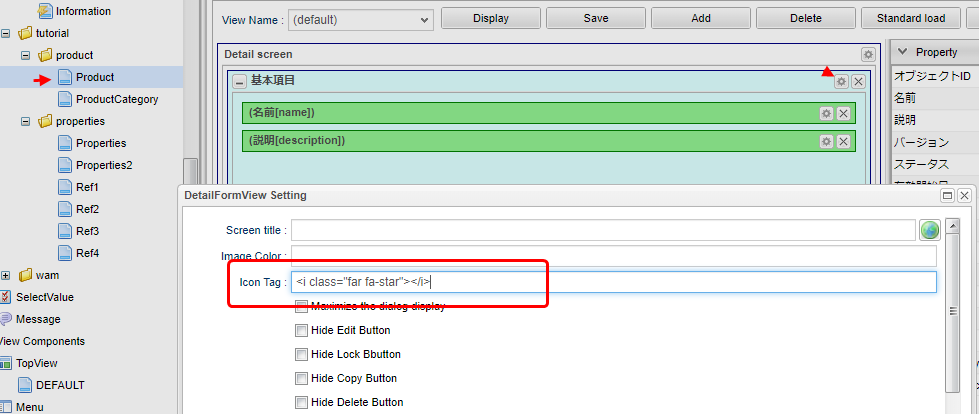 Information
tutorial
product
Product
ProductCategory
properties
Properties
Properties2
Ref1
Ref2
Ref3
Ref4
wam
SelectValue
Message
View Components
TopView
DEFAULT
Menu
View Name : (default) Display Save Add Delete Standard load
Detail screen
基本項目
(名前[name])
(説明[description])
Property
オブジェクトID
名前
説明
バージョン
ステータス
DetailFormView Setting
Screen title :
Image Color :
Icon Tag : <i class="far fa-star"></i>
Maximize the dialog display
Hide Edit Button
Hide Lock Bbutton
Hide Copy Button
Hide Delete Button